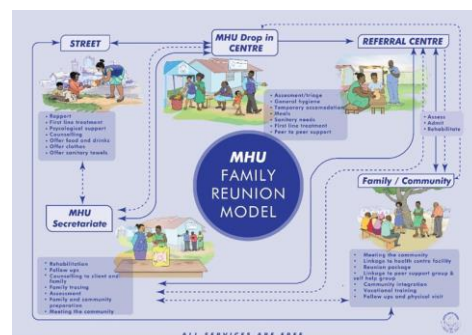 STREET
MHU Drop in
CENTRE
REFERRAL CENTRE
• Rapport
• First line treatment
• Psycological support
• Counselling
• Offer food and drinks
• Offer clothes
• Offer sanitary towels
• Assesment/triage
• General hygiene
• Temporary accomodation
• Meals
• Sanitary needs
• First line treatment
• Peer to peer support
• Assess
• Admit
• Rehabilitate
MHU
FAMILY
REUNION
MODEL
MHU
Secretariate
• Rehabilitation
• Follow ups
• Counselling to client and
family
• Family tracing
• Assessment
• Family and community
preparation
• Meeting the community
Family / Community
• Meeting the community
• Linkage to health centre facility
• Reunion package
• Linkage to peer support group &
self help group
• Community integration
• Vocational training
• Follow ups and physical visit
ALL SERVICES ARE FREE